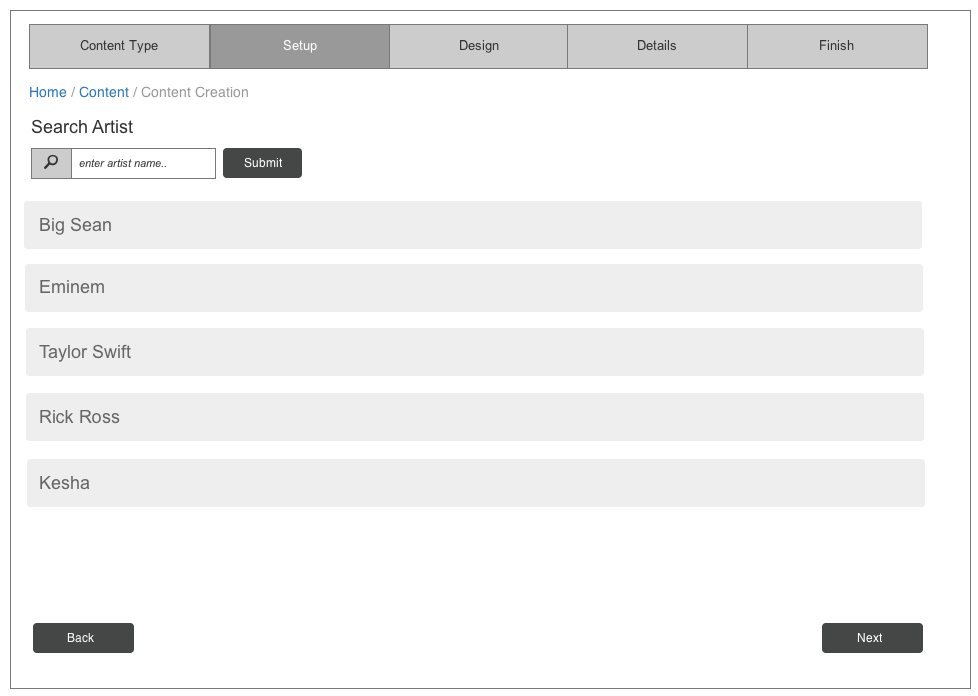 Content Type Setup Design Details Finish
Home / Content / Content Creation
Search Artist
enter artist name.. Submit
Big Sean
Eminem
Taylor Swift
Rick Ross
Kesha
Back Next